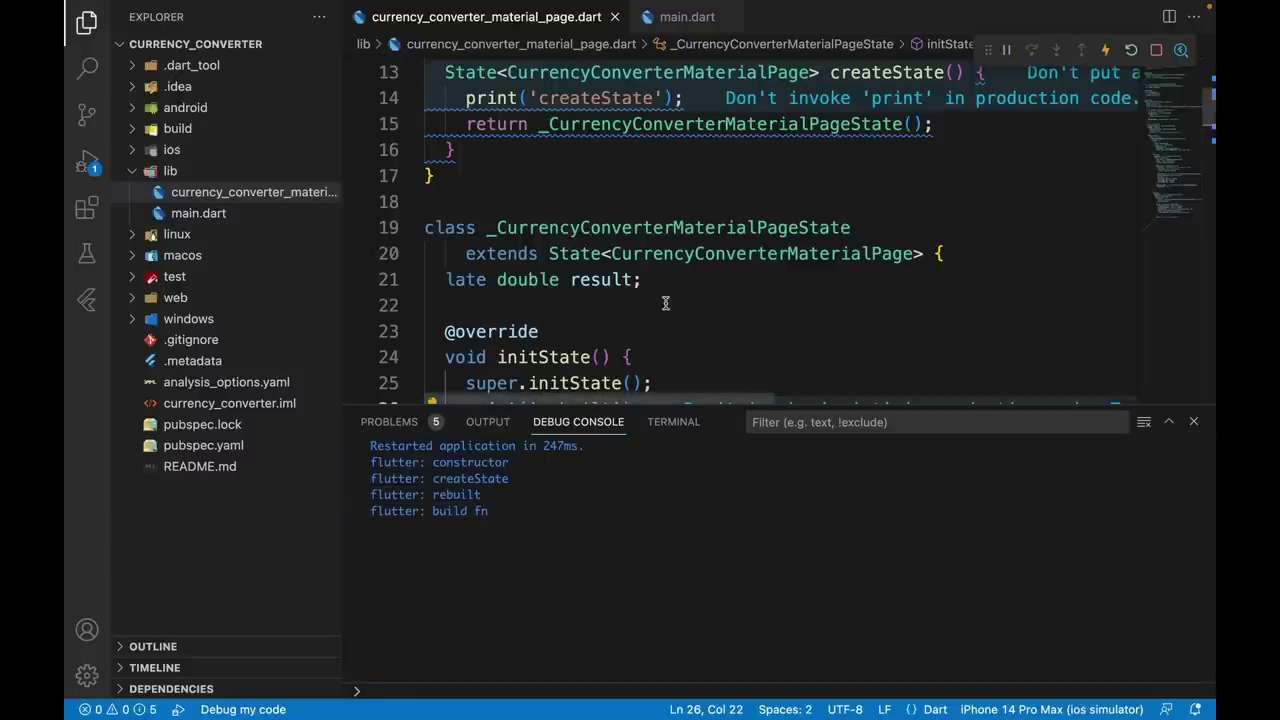 EXPLORER
CURRENCY_CONVERTER
.dart_tool
.idea
android
build
ios
lib
currency_converter_materi...
main.dart
linux
macos
test
web
windows
.gitignore
.metadata
analysis_options.yaml
currency_converter.iml
pubspec.lock
pubspec.yaml
README.md
OUTLINE
TIMELINE
DEPENDENCIES
1
currency_converter_material_page.dart
main.dart
lib > currency_converter_material_page.dart > _CurrencyConverterMaterialPageState > initState
13 State<CurrencyConverterMaterialPage> createState() { Don't put a
14 print('createState'); Don't invoke 'print' in production code.
15 return _CurrencyConverterMaterialPageState();
16 }
17 }
18
19 class _CurrencyConverterMaterialPageState
20 extends State<CurrencyConverterMaterialPage> {
21 late double result;
22
23 @override
24 void initState() {
25 super.initState();
PROBLEMS 5 OUTPUT DEBUG CONSOLE TERMINAL Filter (e.g. text, !exclude)
Restarted application in 247ms.
flutter: constructor
flutter: createState
flutter: rebuilt
flutter: build fn
0 0 5 Debug my code Ln 26, Col 22 Spaces: 2 UTF-8 LF {} Dart iPhone 14 Pro Max (ios simulator)